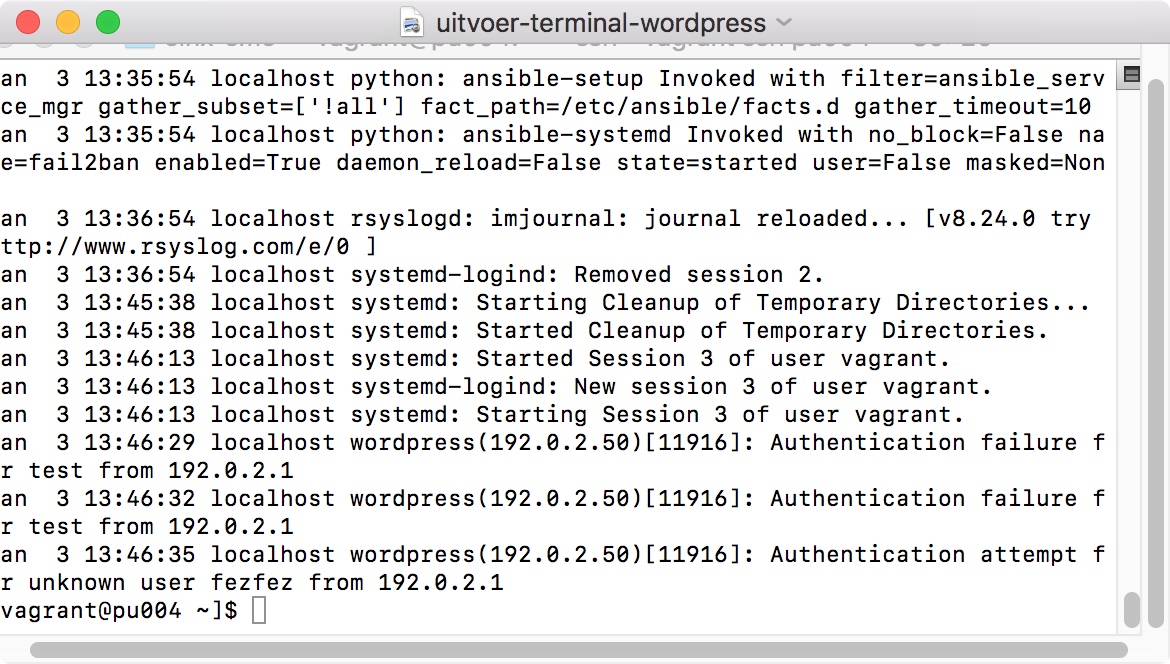 uitvoer-terminal-wordpress
an  3 13:35:54 localhost python: ansible-setup Invoked with filter=ansible_serv
ce_mgr gather_subset=['!all'] fact_path=/etc/ansible/facts.d gather_timeout=10
an  3 13:35:54 localhost python: ansible-systemd Invoked with no_block=False na
e=fail2ban enabled=True daemon_reload=False state=started user=False masked=Non
an  3 13:36:54 localhost rsyslogd: imjournal: journal reloaded... [v8.24.0 try
ttp://www.rsyslog.com/e/0 ]
an  3 13:36:54 localhost systemd-logind: Removed session 2.
an  3 13:45:38 localhost systemd: Starting Cleanup of Temporary Directories...
an  3 13:45:38 localhost systemd: Started Cleanup of Temporary Directories.
an  3 13:46:13 localhost systemd: Started Session 3 of user vagrant.
an  3 13:46:13 localhost systemd-logind: New session 3 of user vagrant.
an  3 13:46:13 localhost systemd: Starting Session 3 of user vagrant.
an  3 13:46:29 localhost wordpress(192.0.2.50)[11916]: Authentication failure f
r test from 192.0.2.1
an  3 13:46:32 localhost wordpress(192.0.2.50)[11916]: Authentication failure f
r test from 192.0.2.1
an  3 13:46:35 localhost wordpress(192.0.2.50)[11916]: Authentication attempt f
r unknown user fezfez from 192.0.2.1
vagrant@pu004 ~]$